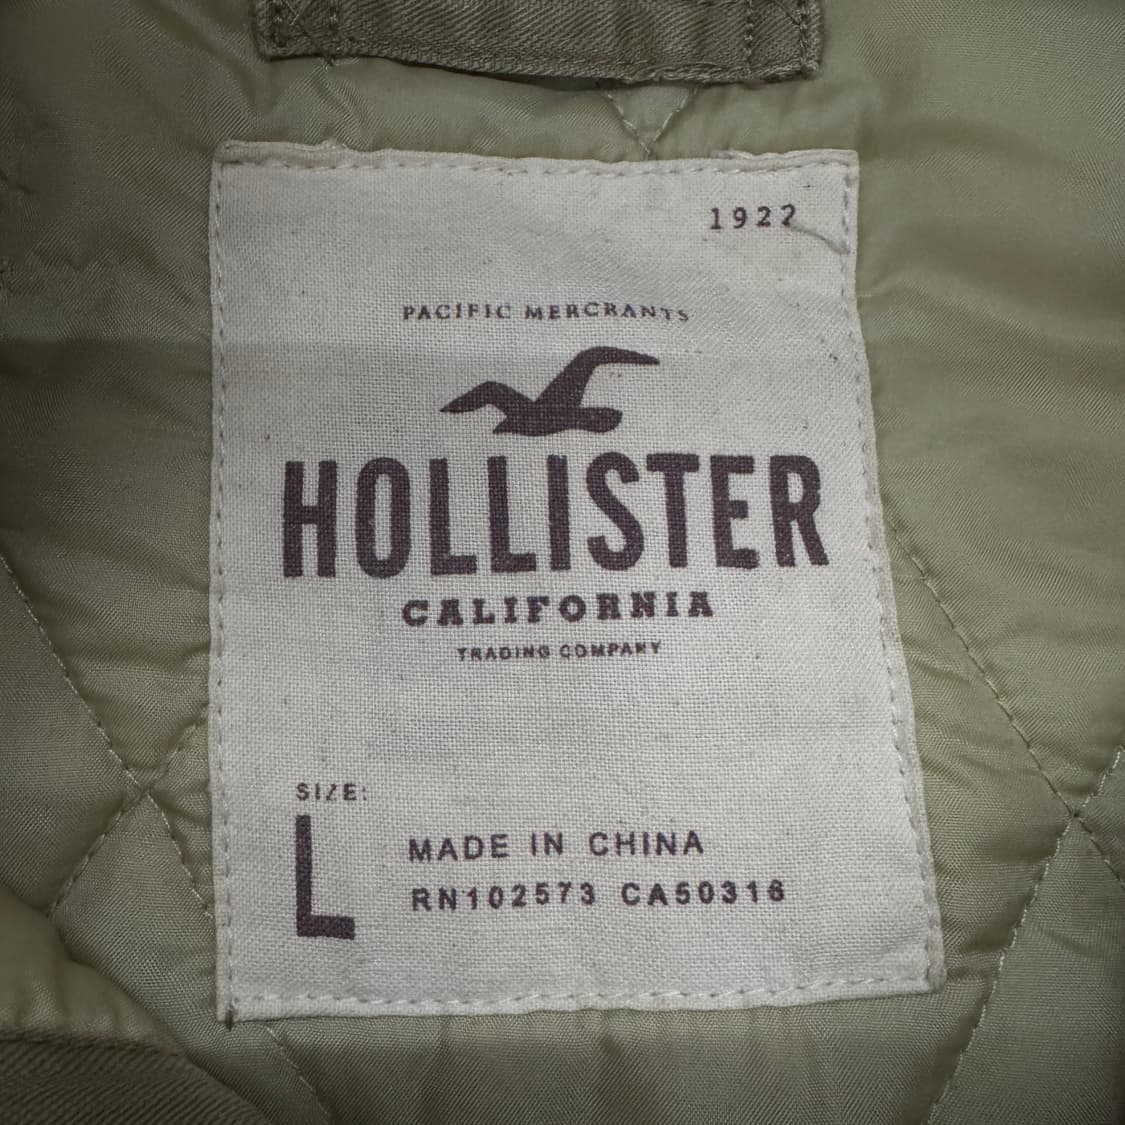 1922
PACIFIC MERCHANTS
HOLLISTER
CALIFORNIA
TRADING COMPANY
SIZE:
L
MADE IN CHINA
RN102573 CA50316